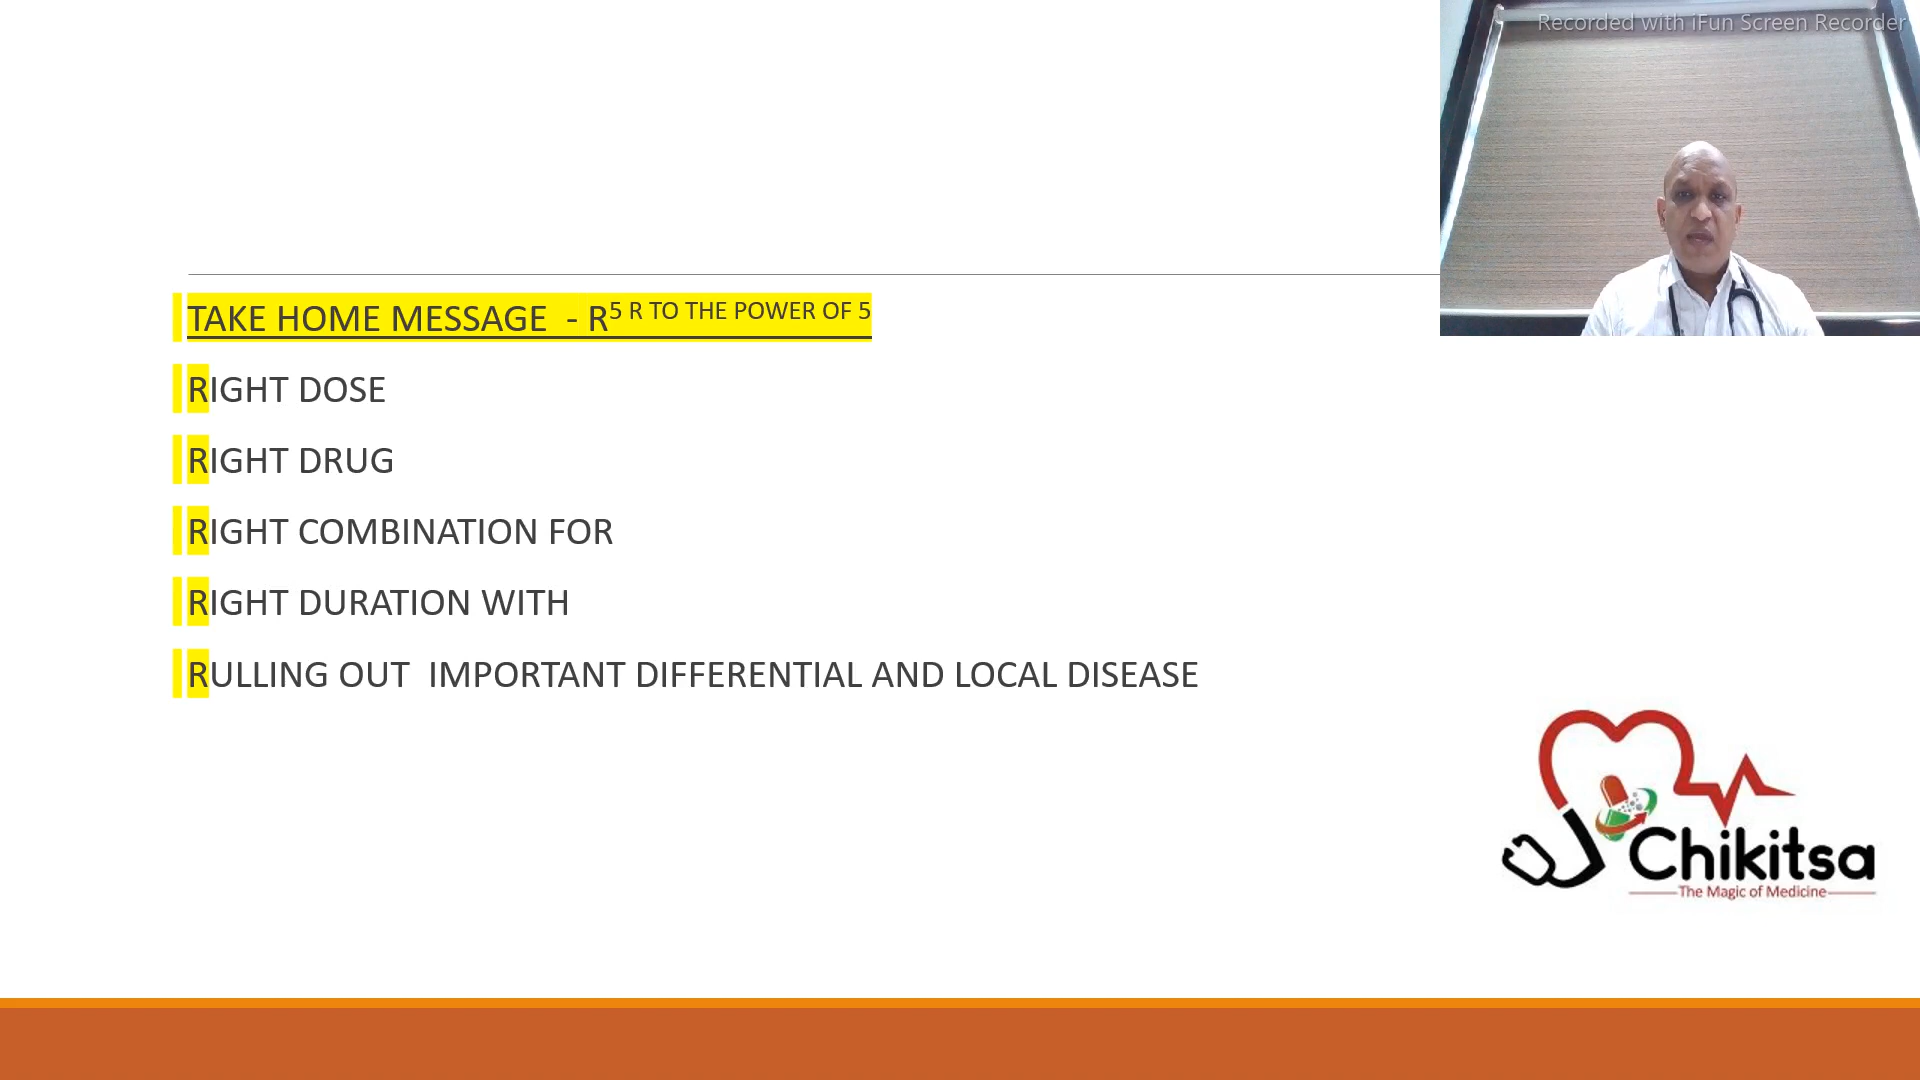 Recorded with iFun Screen Recorder
TAKE HOME MESSAGE - R5 R TO THE POWER OF 5
RIGHT DOSE
RIGHT DRUG
RIGHT COMBINATION FOR
RIGHT DURATION WITH
RULLING OUT IMPORTANT DIFFERENTIAL AND LOCAL DISEASE
Chikitsa
The Magic of Medicine